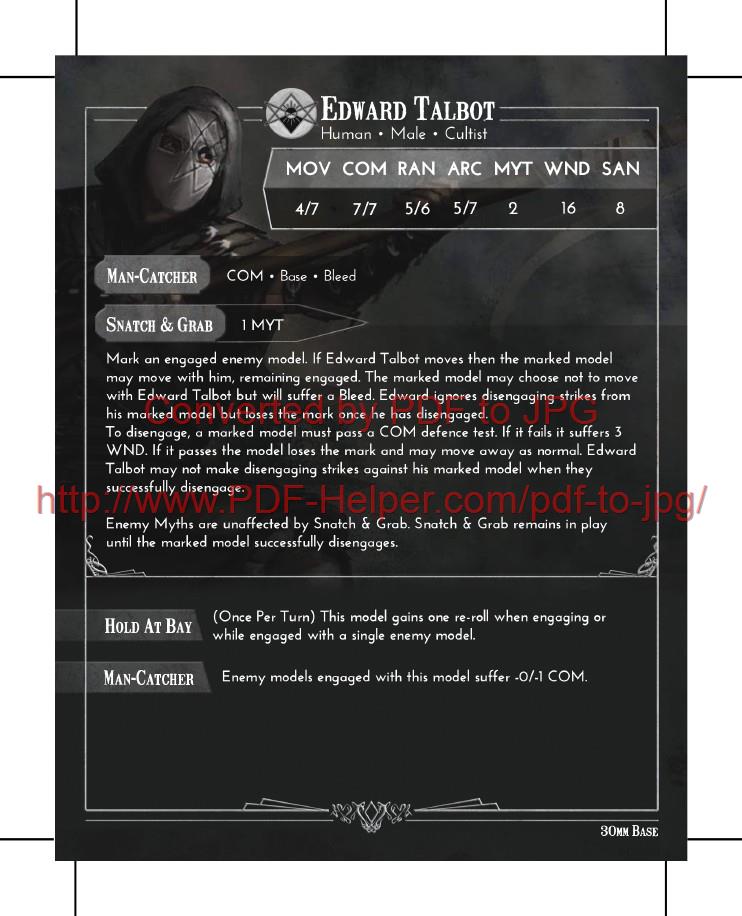 EDWARD TALBOT
Human • Male • Cultist
MOV COM RAN ARC MYT WND SAN
4/7 7/7 5/6 5/7 2 16 8
MAN-CATCHER COM • Base • Bleed
SNATCH & GRAB 1 MYT
Mark an engaged enemy model. If Edward Talbot moves then the marked model
may move with him, remaining engaged. The marked model may choose not to move
with Edward Talbot but will suffer a Bleed. Edward ignores disengaging strikes from
his marked model but loses the mark once he has disengaged.
Converted by PDF to JPG
To disengage, a marked model must pass a COM defence test. If it fails it suffers 3
WND. If it passes the model loses the mark and may move away as normal. Edward
Talbot may not make disengaging strikes against his marked model when they
successfully disengage.
http://www.PDF-Helper.com/pdf-to-jpg/
Enemy Myths are unaffected by Snatch & Grab. Snatch & Grab remains in play
until the marked model successfully disengages.
HOLD AT BAY (Once Per Turn) This model gains one re-roll when engaging or
while engaged with a single enemy model.
MAN-CATCHER Enemy models engaged with this model suffer -0/-1 COM.
30MM BASE